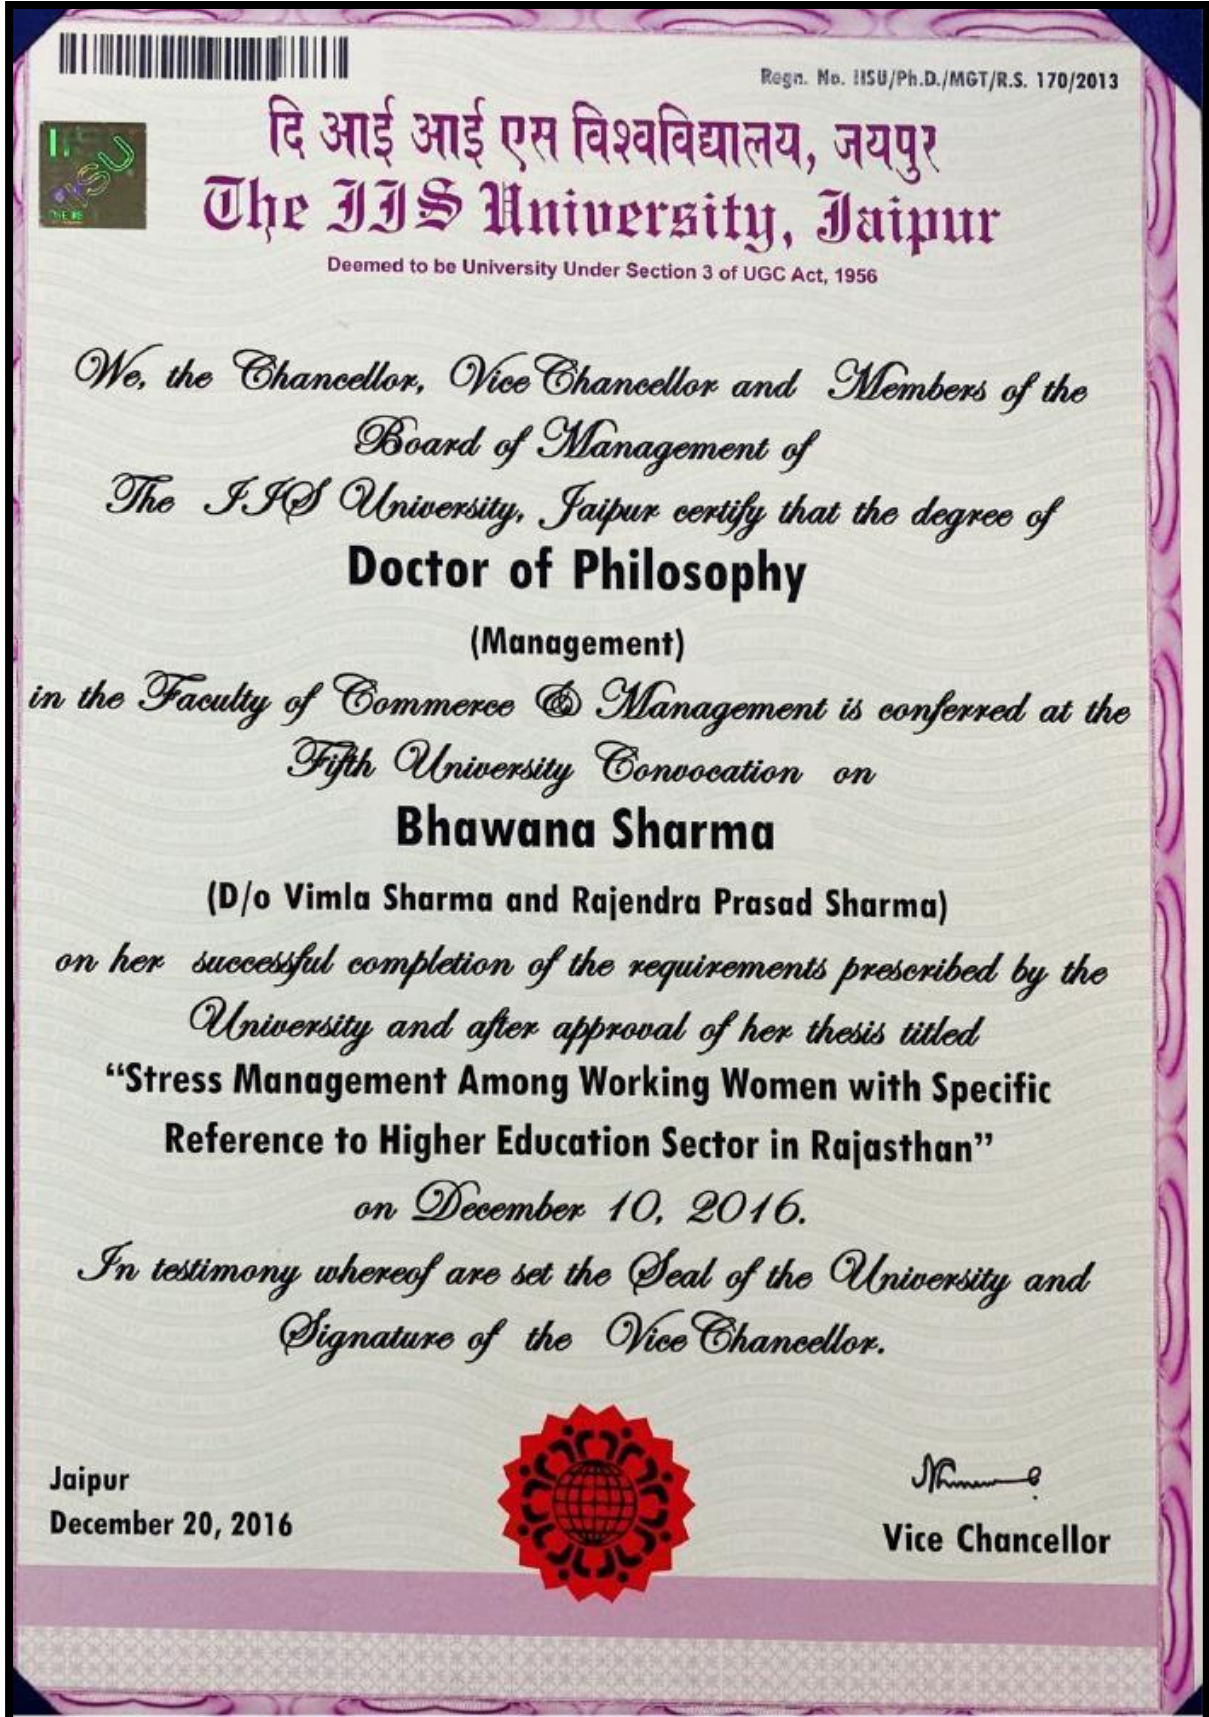 Regn. No. IISU/Ph.D./MGT/R.S. 170/2013
दि आई आई एस विश्वविद्यालय, जयपुर
IISU
The IIS University, Jaipur
Deemed to be University Under Section 3 of UGC Act, 1956
We, the Chancellor, Vice Chancellor and Members of the
Board of Management of
The IIS University, Jaipur certify that the degree of
Doctor of Philosophy
(Management)
in the Faculty of Commerce & Management is conferred at the
Fifth University Convocation on
Bhawana Sharma
(D/o Vimla Sharma and Rajendra Prasad Sharma)
on her successful completion of the requirements prescribed by the
University and after approval of her thesis titled
“Stress Management Among Working Women with Specific
Reference to Higher Education Sector in Rajasthan”
on December 10, 2016.
In testimony whereof are set the Seal of the University and
Signature of the Vice Chancellor.
Jaipur
December 20, 2016
Vice Chancellor